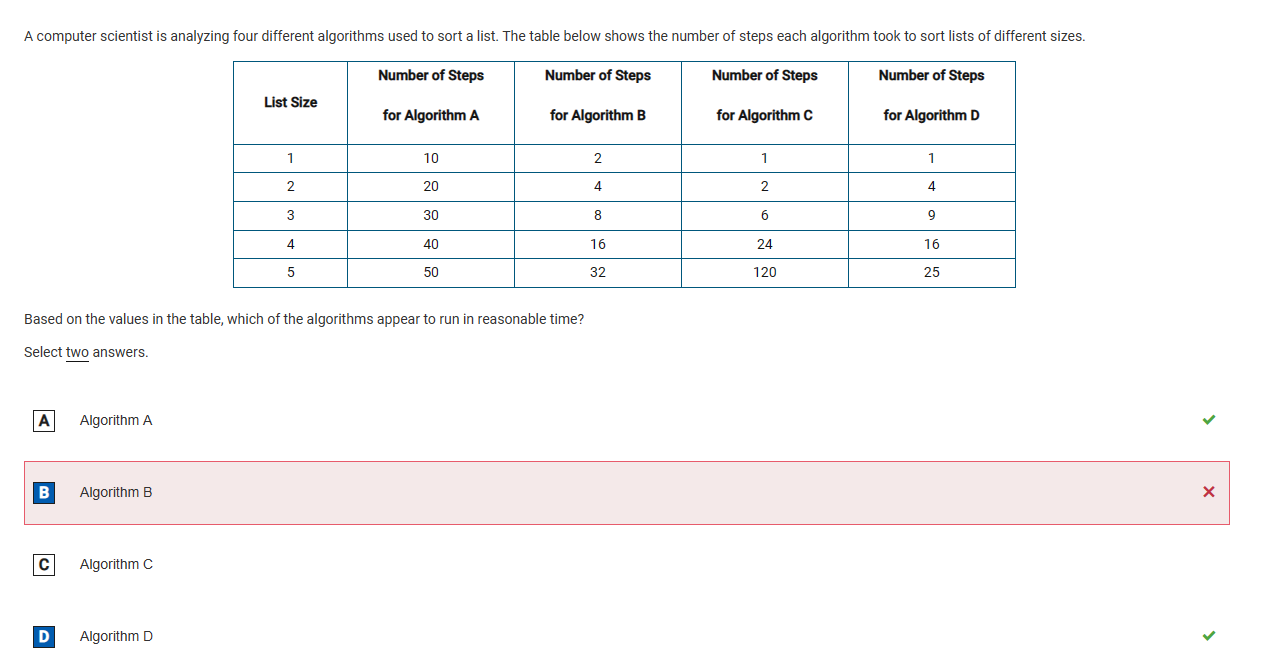 A computer scientist is analyzing four different algorithms used to sort a list. The table below shows the number of steps each algorithm took to sort lists of different sizes.
List Size Number of Steps for Algorithm A Number of Steps for Algorithm B Number of Steps for Algorithm C Number of Steps for Algorithm D
1 10 2 1 1
2 20 4 2 4
3 30 8 6 9
4 40 16 24 16
5 50 32 120 25
Based on the values in the table, which of the algorithms appear to run in reasonable time?
Select two answers.
A Algorithm A
B Algorithm B
C Algorithm C
D Algorithm D